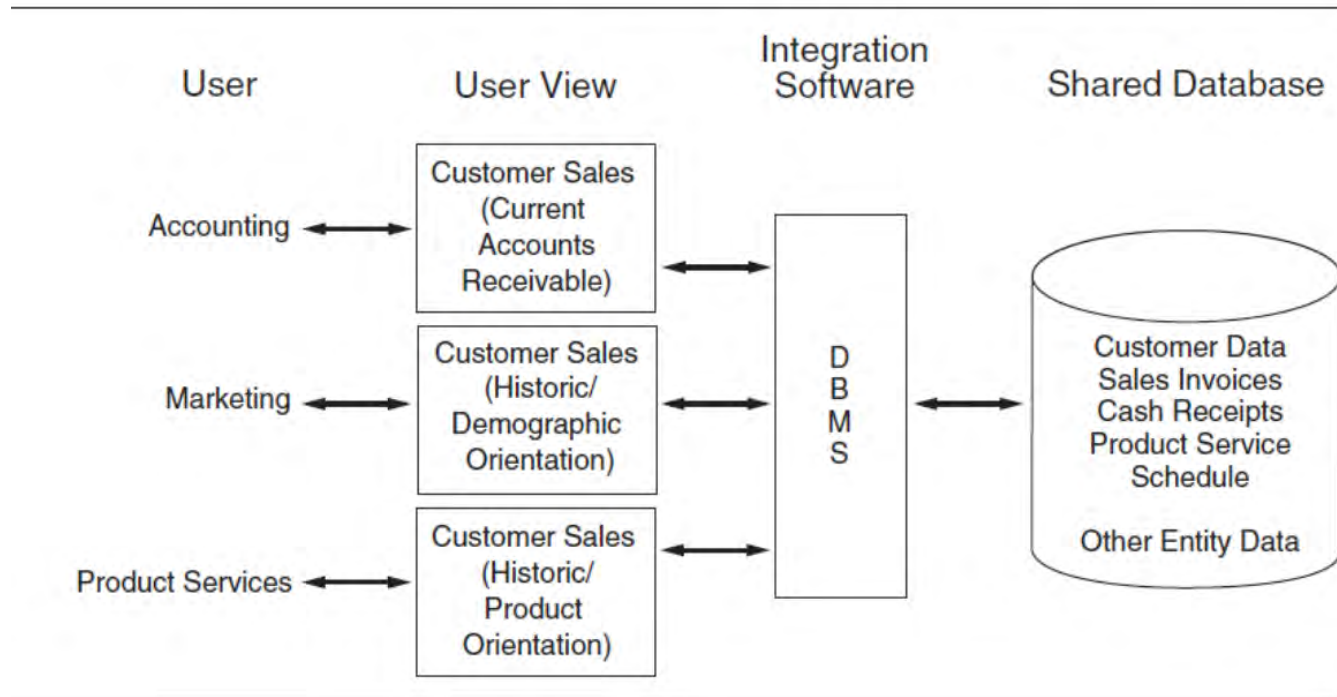 User
User View
Integration
Software
Shared Database
Accounting
Customer Sales
(Current
Accounts
Receivable)
Marketing
Customer Sales
(Historic/
Demographic
Orientation)
Product Services
Customer Sales
(Historic/
Product
Orientation)
D
B
M
S
Customer Data
Sales Invoices
Cash Receipts
Product Service
Schedule
Other Entity Data